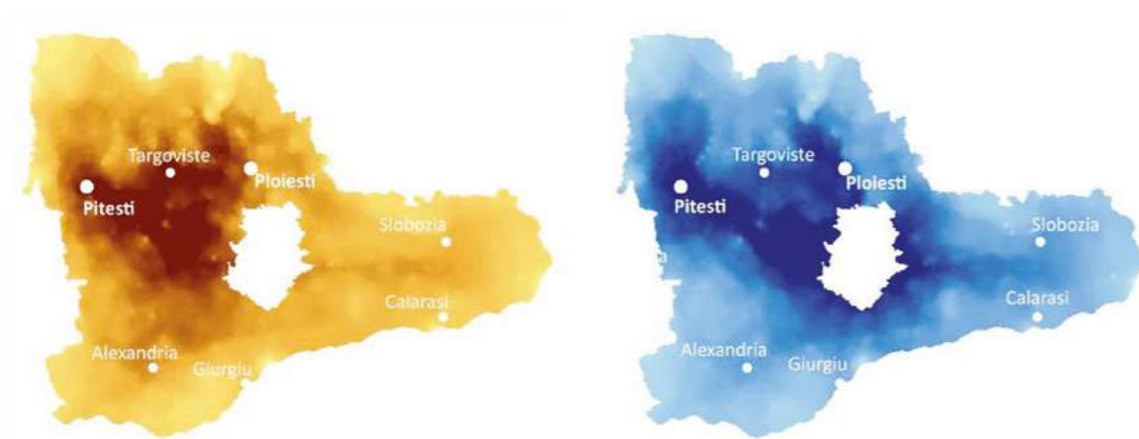 Targoviste
Ploiesti
Pitesti
Slobozia
Calarasi
Alexandria
Giurgiu
Targoviste
Ploiesti
Pitesti
Slobozia
a
Calarasi
Alexandria
Giurgiu